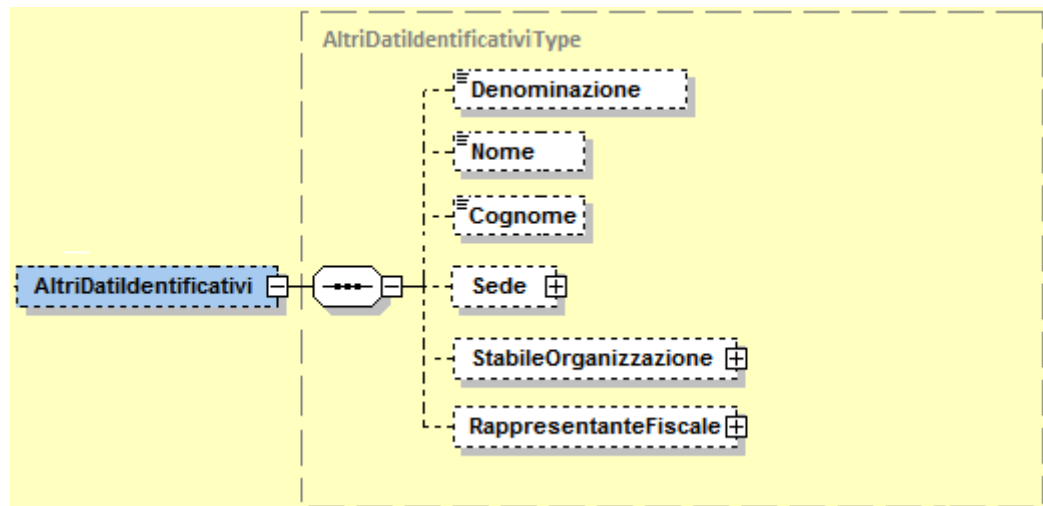 AltriDatiIdentificativiType
Denominazione
Nome
Cognome
AltriDatiIdentificativi
Sede
StabileOrganizzazione
RappresentanteFiscale